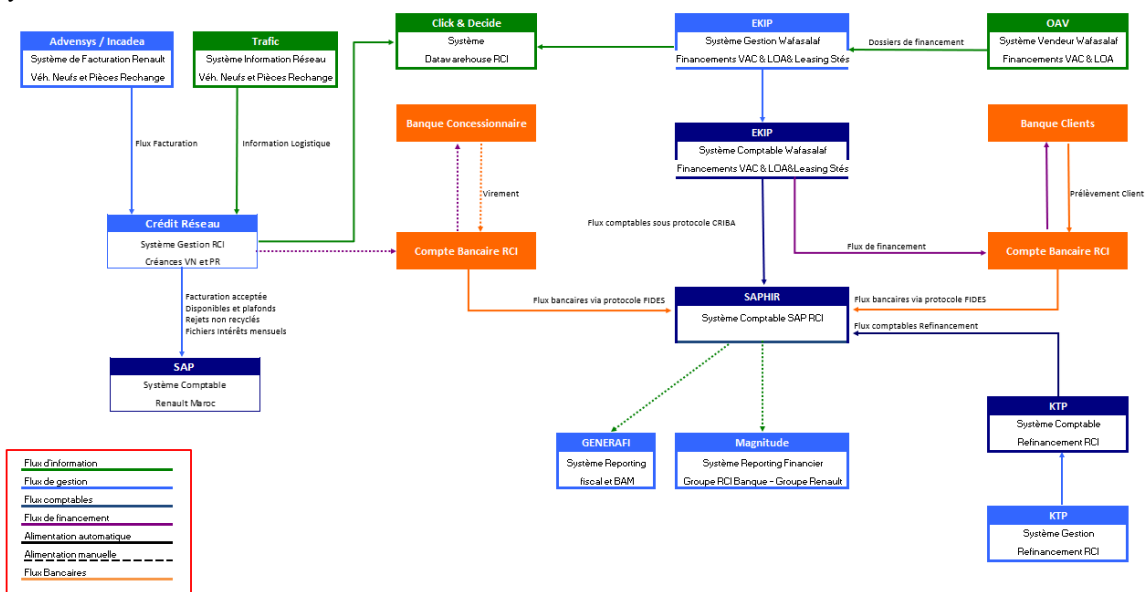 Advensys / Incadea
Système de Facturation Renault
Véh. Neufs et Pièces Rechange
Trafic
Système Information Réseau
Véh. Neufs et Pièces Rechange
Click & Decide
Système
Datawarehouse RCI
EKIP
Système Gestion Wafasalaf
Financements VAC & LOA& Leasing Stés
Dossiers de financement
OAV
Système Vendeur Wafasalaf
Financements VAC & LOA
Flux Facturation
Information Logistique
Banque Concessionnaire
Virement
EKIP
Système Comptable Wafasalaf
Financements VAC & LOA&Leasing Stés
Banque Clients
Prélèvement Client
Crédit Réseau
Système Gestion RCI
Créances VN et PR
Compte Bancaire RCI
Flux comptables sous protocole CRIBA
Flux de financement
Compte Bancaire RCI
Facturation acceptée
Disponibles et plafonds
Rejets non recyclés
Fichiers Intérêts mensuels
Flux bancaires via protocole FIDES
SAPHIR
Système Comptable SAP RCI
Flux bancaires via protocole FIDES
Flux comptables Refinancement
SAP
Système Comptable
Renault Maroc
KTP
Système Comptable
Refinancement RCI
GENERAFI
Système Reporting
fiscal et BAM
Magnitude
Système Reporting Financier
Groupe RCI Banque - Groupe Renault
KTP
Système Gestion
Refinancement RCI
Flux d'information
Flux de gestion
Flux comptables
Flux de financement
Alimentation automatique
Alimentation manuelle
Flux Bancaires